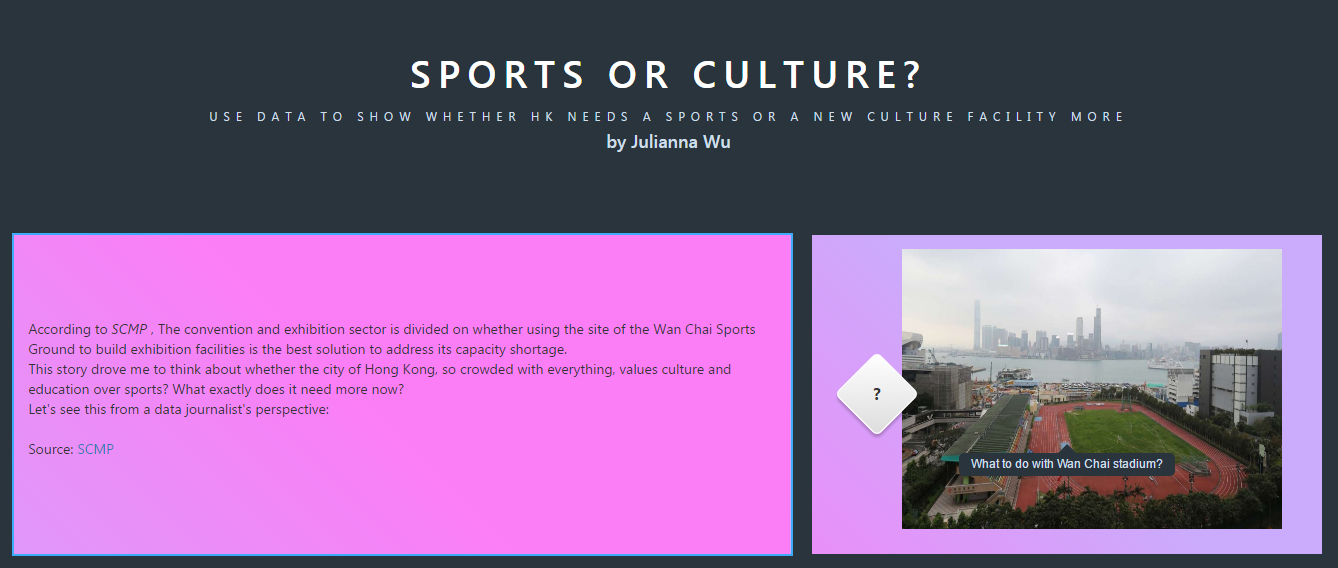 SPORTS OR CULTURE?
USE DATA TO SHOW WHETHER HK NEEDS A SPORTS OR A NEW CULTURE FACILITY MORE
by Julianna Wu
According to SCMP , The convention and exhibition sector is divided on whether using the site of the Wan Chai Sports
Ground to build exhibition facilities is the best solution to address its capacity shortage.
This story drove me to think about whether the city of Hong Kong, so crowded with everything, values culture and
education over sports? What exactly does it need more now?
Let's see this from a data journalist's perspective:
Source: SCMP
?
What to do with Wan Chai stadium?